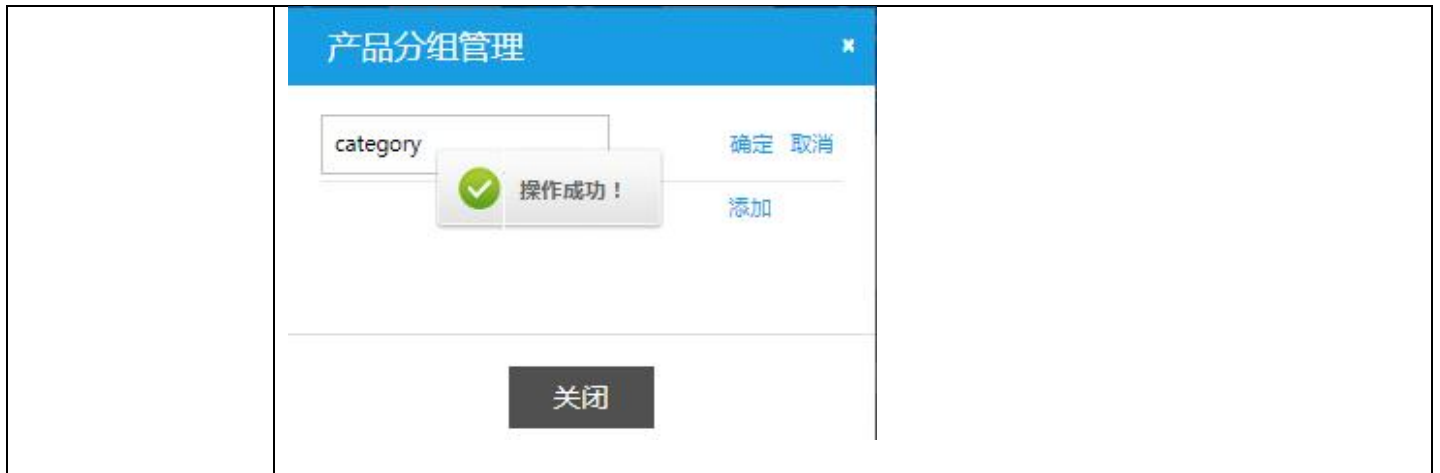 产品分组管理
category
确定 取消
操作成功！
添加
关闭